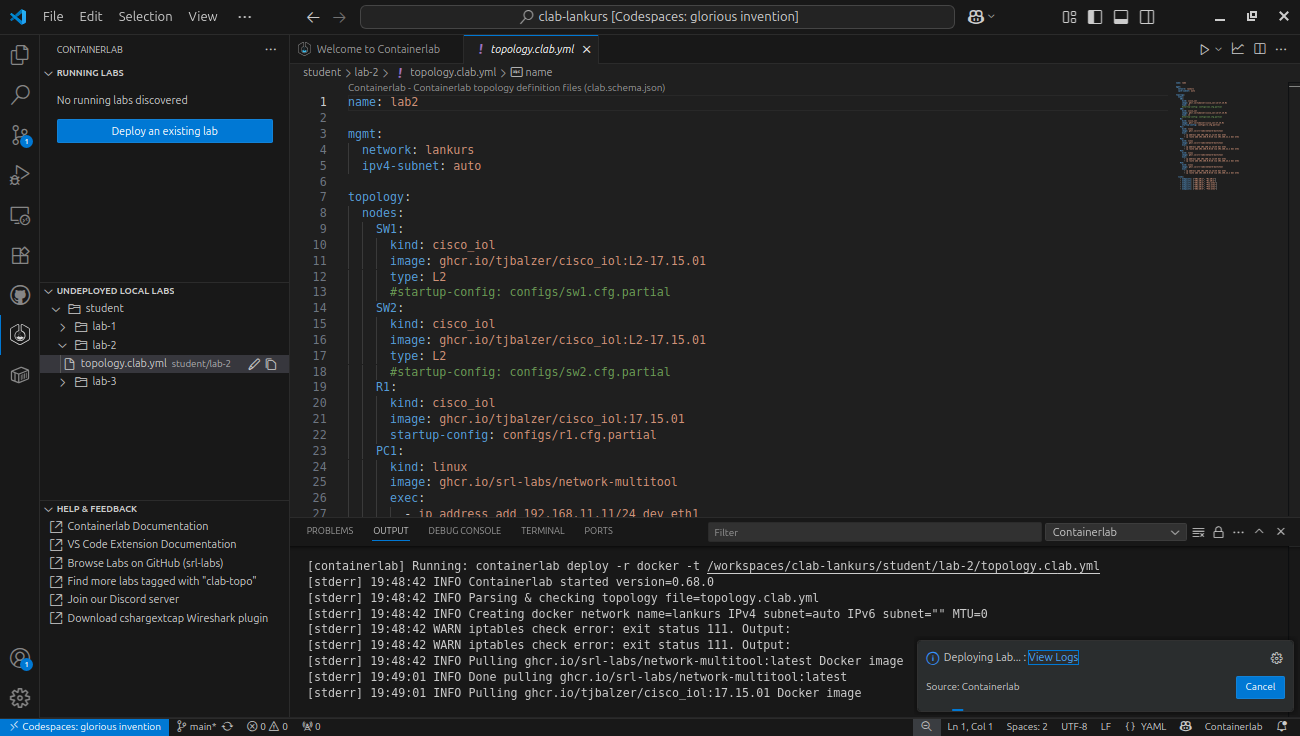 File Edit Selection View ··· clab-lankurs [Codespaces: glorious invention]
CONTAINERLAB ···
RUNNING LABS
No running labs discovered
Deploy an existing lab
UNDEPLOYED LOCAL LABS
student
lab-1
lab-2
topology.clab.yml student/lab-2
lab-3
HELP & FEEDBACK
Containerlab Documentation
VS Code Extension Documentation
Browse Labs on GitHub (srl-labs)
Find more labs tagged with "clab-topo"
Join our Discord server
Download cshargextcap Wireshark plugin
1
1
Welcome to Containerlab ! topology.clab.yml
student > lab-2 > ! topology.clab.yml > abc name
Containerlab - Containerlab topology definition files (clab.schema.json)
1 name: lab2
2
3 mgmt:
4 network: lankurs
5 ipv4-subnet: auto
6
7 topology:
8 nodes:
9 SW1:
10 kind: cisco_iol
11 image: ghcr.io/tjbalzer/cisco_iol:L2-17.15.01
12 type: L2
13 #startup-config: configs/sw1.cfg.partial
14 SW2:
15 kind: cisco_iol
16 image: ghcr.io/tjbalzer/cisco_iol:L2-17.15.01
17 type: L2
18 #startup-config: configs/sw2.cfg.partial
19 R1:
20 kind: cisco_iol
21 image: ghcr.io/tjbalzer/cisco_iol:17.15.01
22 startup-config: configs/r1.cfg.partial
23 PC1:
24 kind: linux
25 image: ghcr.io/srl-labs/network-multitool
26 exec:
27 - ip address add 192.168.11.11/24 dev eth1
PROBLEMS OUTPUT DEBUG CONSOLE TERMINAL PORTS Filter Containerlab
[containerlab] Running: containerlab deploy -r docker -t /workspaces/clab-lankurs/student/lab-2/topology.clab.yml
[stderr] 19:48:42 INFO Containerlab started version=0.68.0
[stderr] 19:48:42 INFO Parsing & checking topology file=topology.clab.yml
[stderr] 19:48:42 INFO Creating docker network name=lankurs IPv4 subnet=auto IPv6 subnet="" MTU=0
[stderr] 19:48:42 WARN iptables check error: exit status 111. Output:
[stderr] 19:48:42 WARN iptables check error: exit status 111. Output:
[stderr] 19:48:42 INFO Pulling ghcr.io/srl-labs/network-multitool:latest Docker image
[stderr] 19:49:01 INFO Done pulling ghcr.io/srl-labs/network-multitool:latest
[stderr] 19:49:01 INFO Pulling ghcr.io/tjbalzer/cisco_iol:17.15.01 Docker image
Deploying Lab... : View Logs
Source: Containerlab
Cancel
Codespaces: glorious invention main* 0 0 0 Ln 1, Col 1 Spaces: 2 UTF-8 LF {} YAML Containerlab